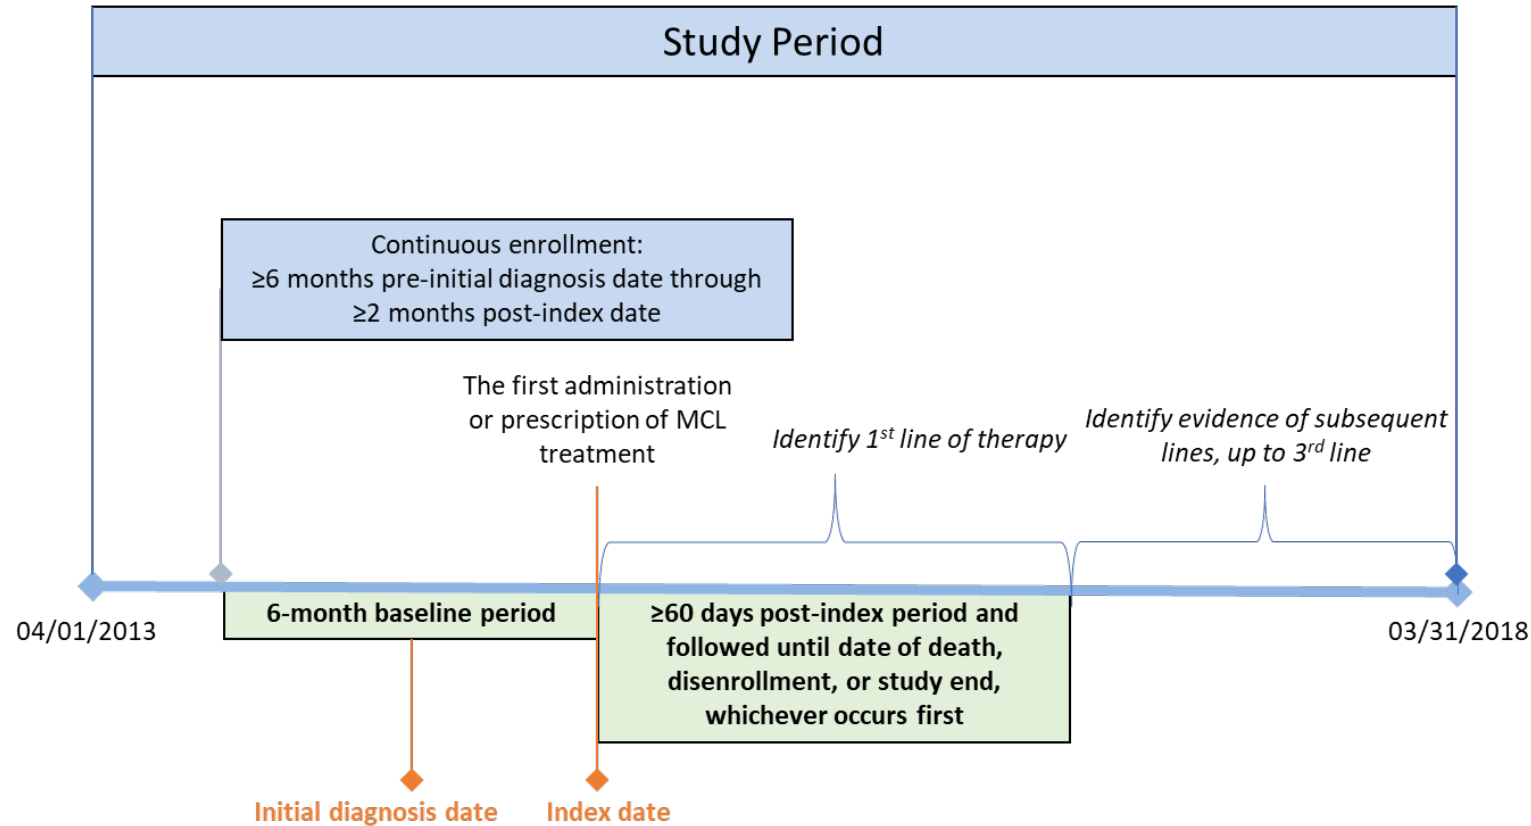 Study Period
Continuous enrollment:
≥6 months pre-initial diagnosis date through
≥2 months post-index date
The first administration
or prescription of MCL
treatment
Identify 1st line of therapy
Identify evidence of subsequent
lines, up to 3rd line
04/01/2013
6-month baseline period
≥60 days post-index period and
followed until date of death,
disenrollment, or study end,
whichever occurs first
03/31/2018
Initial diagnosis date
Index date